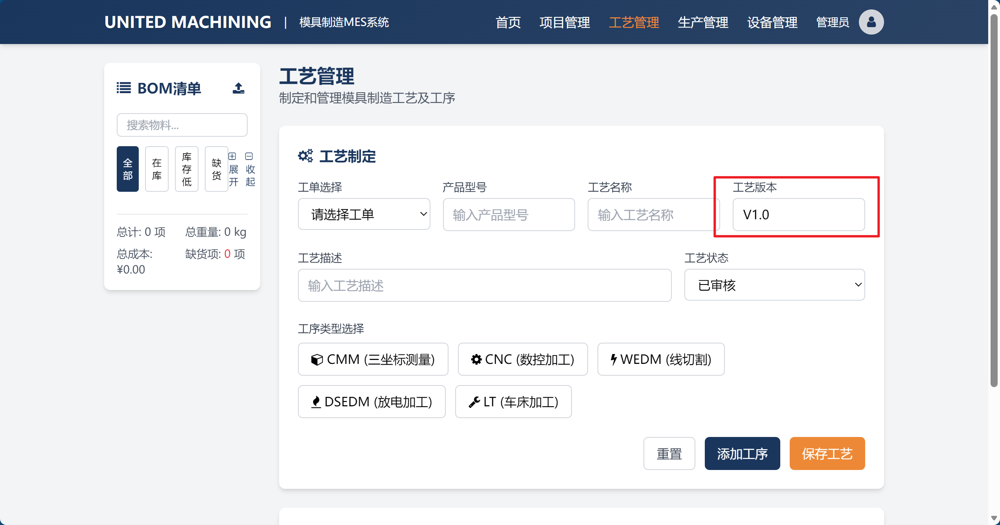 UNITED MACHINING | 模具制造MES系统
首页 项目管理 工艺管理 生产管理 设备管理 管理员
BOM清单
搜索物料...
全部 在库 库存低 缺货 展开 收起
总计: 0 项 总重量: 0 kg
总成本: ¥0.00 缺货项: 0 项
工艺管理
制定和管理模具制造工艺及工序
工艺制定
工单选择 产品型号 工艺名称 工艺版本
请选择工单 输入产品型号 输入工艺名称 V1.0
工艺描述 工艺状态
输入工艺描述 已审核
工序类型选择
CMM (三坐标测量) CNC (数控加工) WEDM (线切割)
DSEDM (放电加工) LT (车床加工)
重置 添加工序 保存工艺